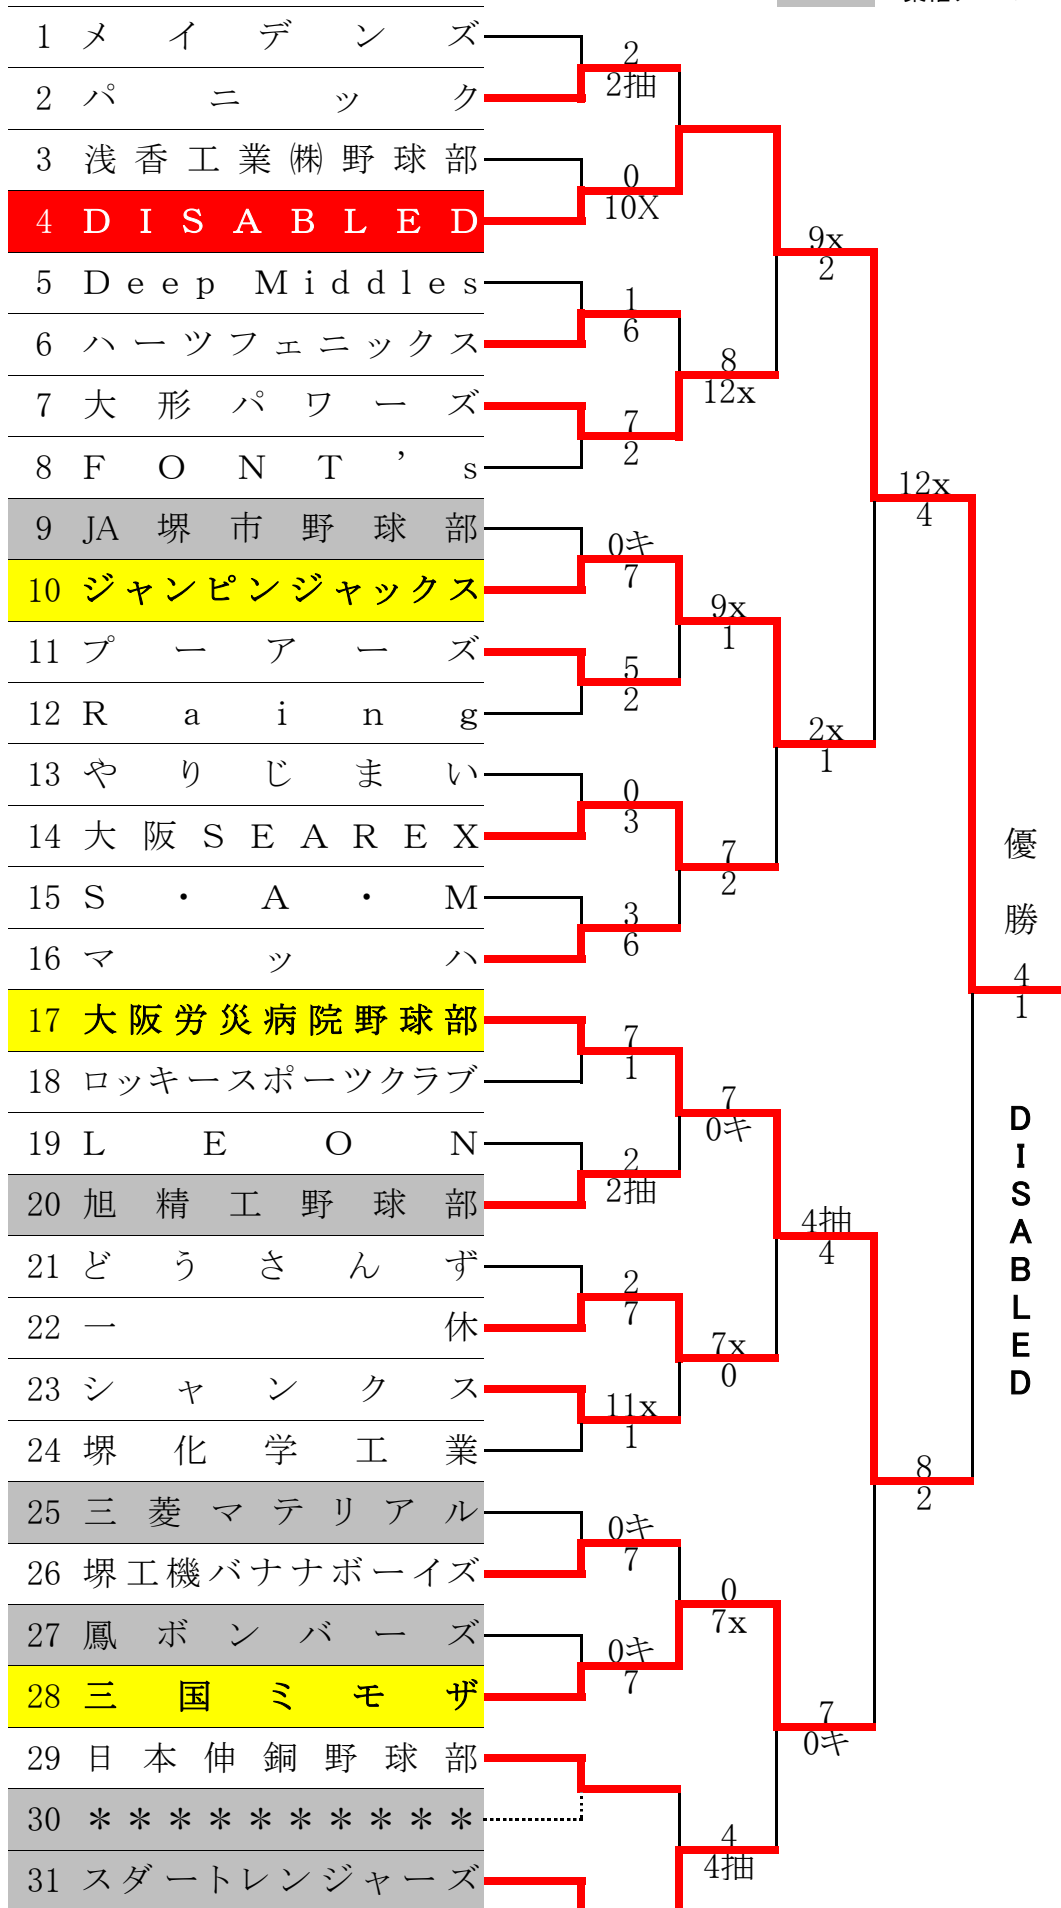 1 メイデンズ
2 パニック
3 浅香工業㈱野球部
4 DISABLED
5 Deep Middles
6 ハーツフェニックス
7 大形パワーズ
8 FONT’s
9 JA堺市野球部
10 ジャンピンジャックス
11 プーアーズ
12 Raing
13 やりじまい
14 大阪SEAREX
15 S・A・M
16 マッハ
17 大阪労災病院野球部
18 ロッキースポーツクラブ
19 LEON
20 旭精工野球部
21 どうさんず
22 一休
23 シャンクス
24 堺化学工業
25 三菱マテリアル
26 堺工機バナナボーイズ
27 鳳ボンバーズ
28 三国ミモザ
29 日本伸銅野球部
30 ＊＊＊＊＊＊＊＊＊＊
31 スダートレンジャーズ
2
2抽
0
10X
1
6
7
2
0キ
7
5
2
0
3
3
6
7
1
2
2抽
2
7
11x
1
0キ
7
0キ
7
8
12x
9x
1
7
2
7
0キ
7x
0
0
7x
4
4抽
9x
2
2x
1
4抽
4
7
0キ
12x
4
8
2
優勝
4
1
DISABLED